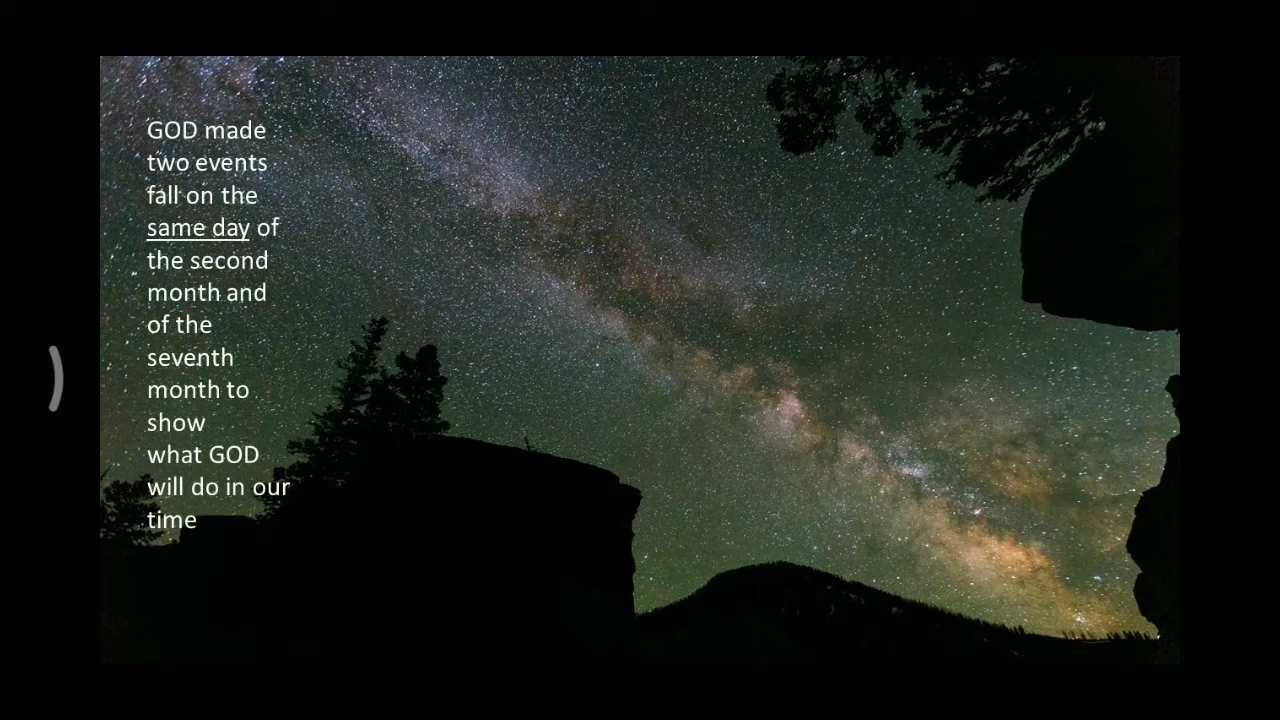 GOD made
two events
fall on the
same day of
the second
month and
of the
seventh
month to
show
what GOD
will do in our
time